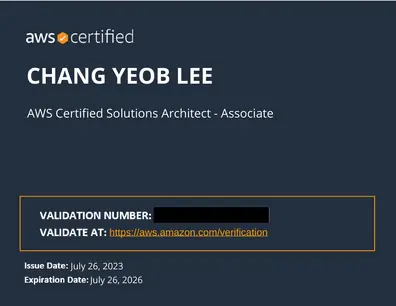 aws certified
CHANG YEOB LEE
AWS Certified Solutions Architect - Associate
VALIDATION NUMBER:
VALIDATE AT: https://aws.amazon.com/verification
Issue Date: July 26, 2023
Expiration Date: July 26, 2026